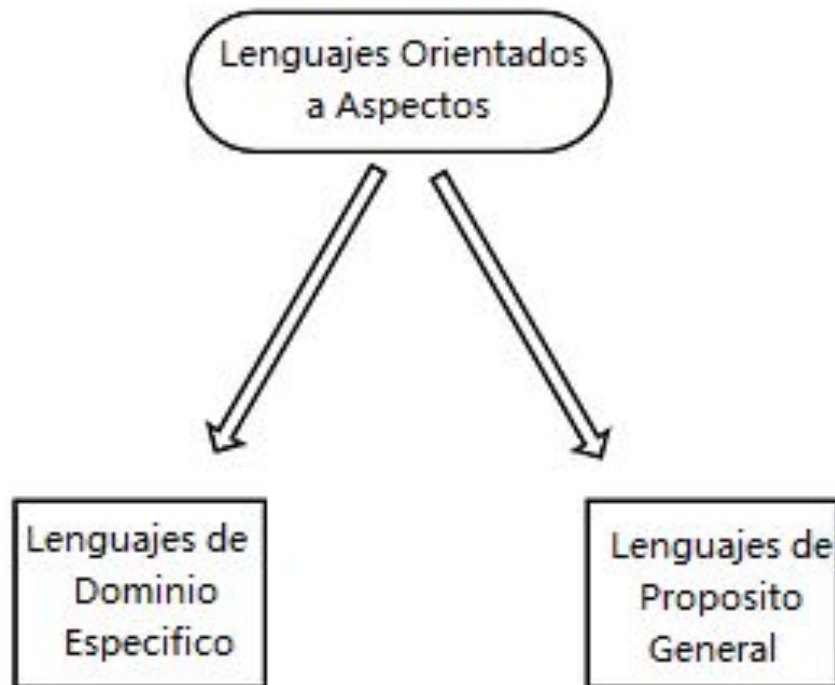 Lenguajes Orientados
a Aspectos
Lenguajes de
Dominio
Especifico
Lenguajes de
Proposito
General